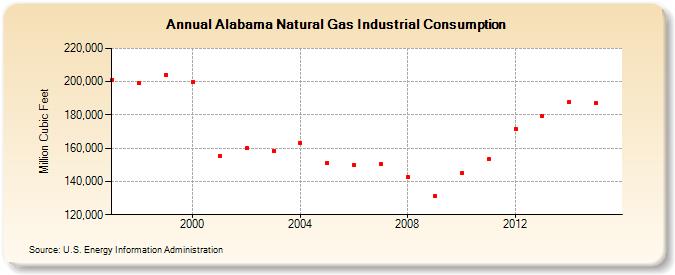 Annual Alabama Natural Gas Industrial Consumption
Million Cubic Feet
220,000
200,000
180,000
160,000
140,000
120,000
2000 2004 2008 2012
Source: U.S. Energy Information Administration